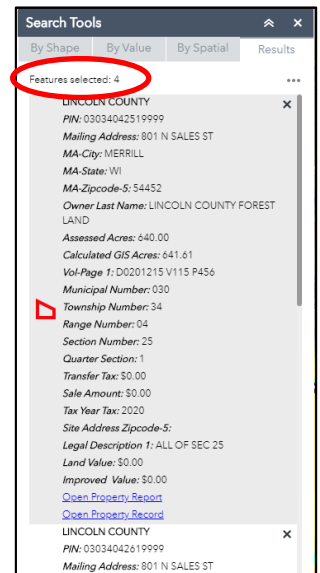 Search Tools
By Shape By Value By Spatial Results
Features selected: 4
LINCOLN COUNTY
PIN: 03034042519999
Mailing Address: 801 N SALES ST
MA-City: MERRILL
MA-State: WI
MA-Zipcode-5: 54452
Owner Last Name: LINCOLN COUNTY FOREST
LAND
Assessed Acres: 640.00
Calculated GIS Acres: 641.61
Vol-Page 1: D0201215 V115 P456
Municipal Number: 030
Township Number: 34
Range Number: 04
Section Number: 25
Quarter Section: 1
Transfer Tax: $0.00
Sale Amount: $0.00
Tax Year Tax: 2020
Site Address Zipcode-5:
Legal Description 1: ALL OF SEC 25
Land Value: $0.00
Improved Value: $0.00
Open Property Report
Open Property Record
LINCOLN COUNTY
PIN: 03034042619999
Mailing Address: 801 N SALES ST